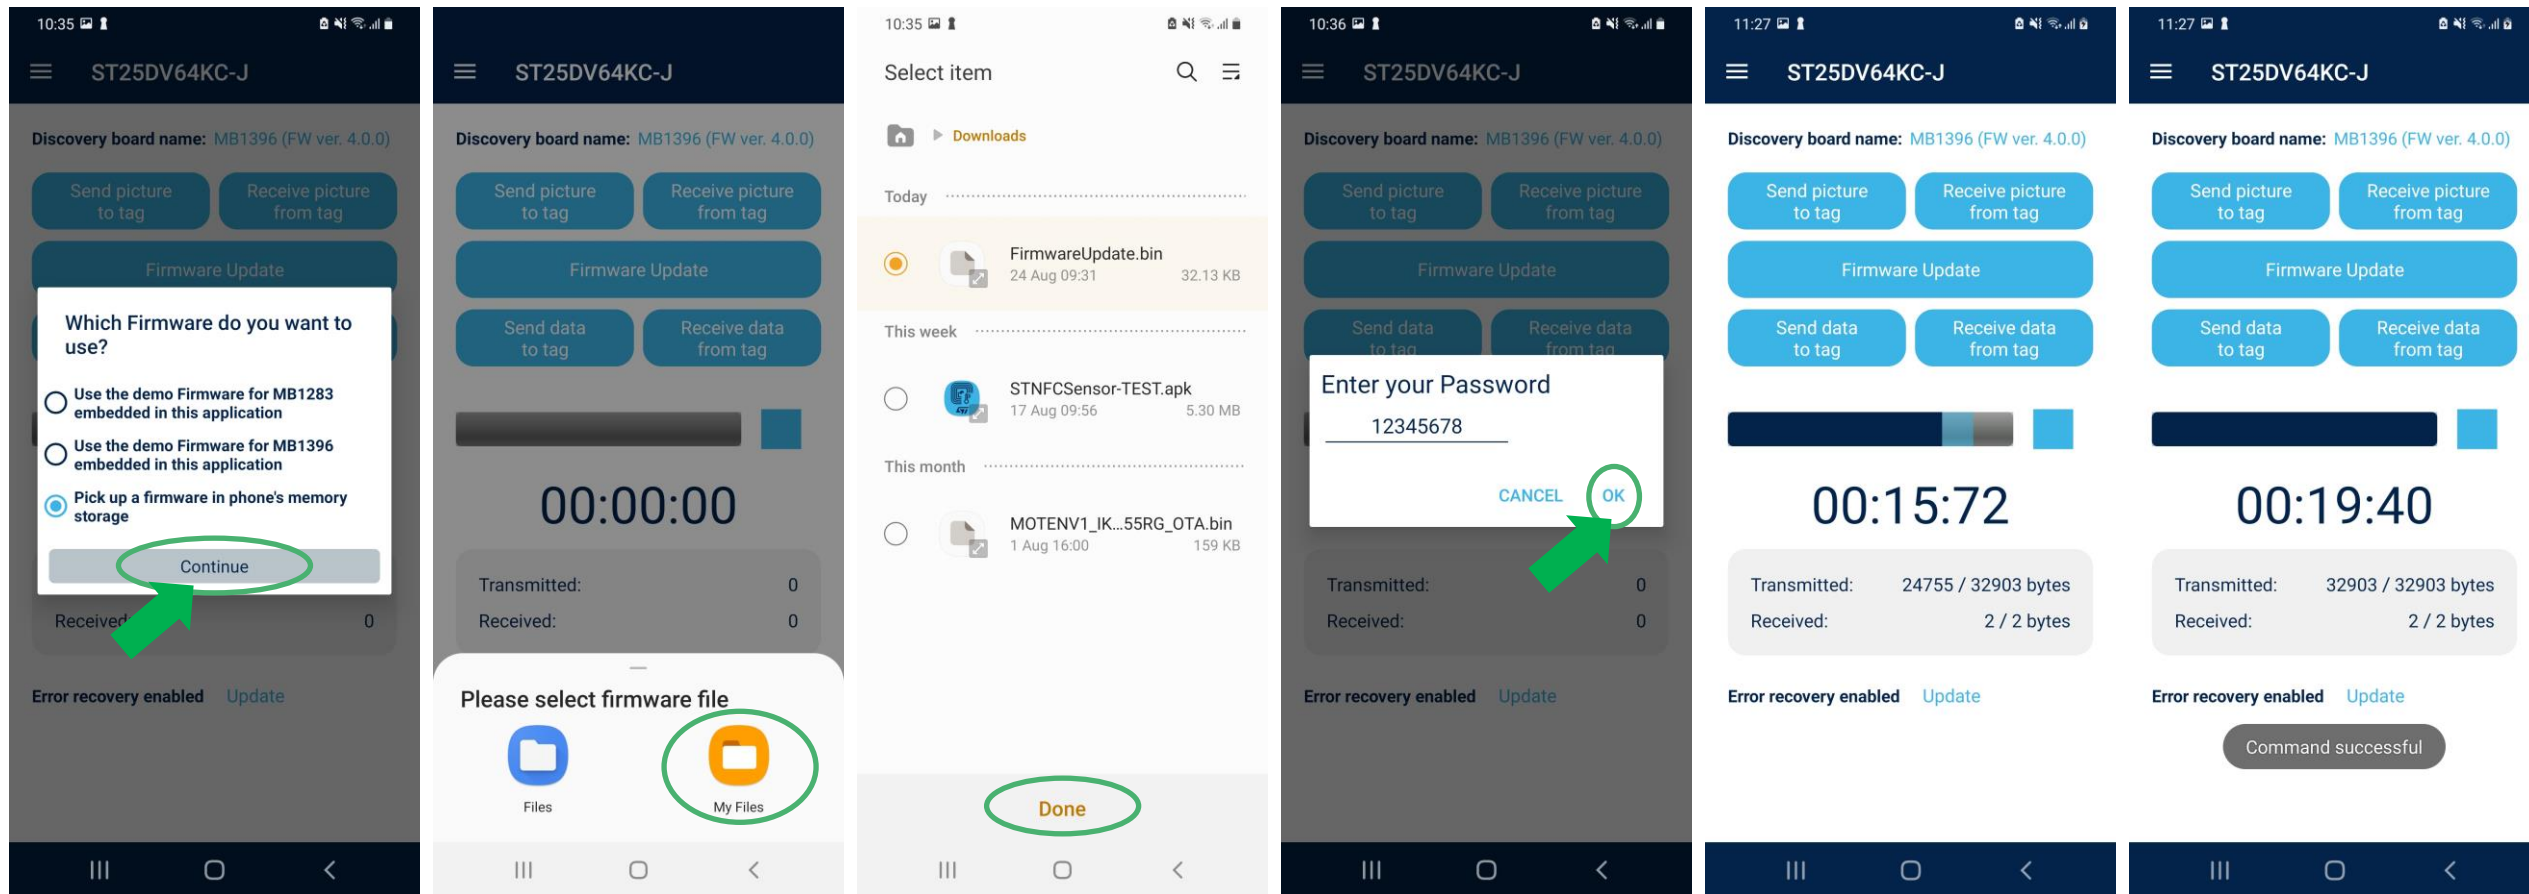 10:35
ST25DV64KC-J
Discovery board name: MB1396 (FW ver. 4.0.0)
Send picture
to tag
Receive picture
from tag
Firmware Update
Which Firmware do you want to
use?
Use the demo Firmware for MB1283
embedded in this application
Use the demo Firmware for MB1396
embedded in this application
Pick up a firmware in phone's memory
storage
Continue
Received:
0
Error recovery enabled Update
ST25DV64KC-J
Discovery board name: MB1396 (FW ver. 4.0.0)
Send picture
to tag
Receive picture
from tag
Firmware Update
Send data
to tag
Receive data
from tag
00:00:00
Transmitted: 0
Received: 0
Please select firmware file
Files
My Files
10:35
Select item
Downloads
Today
FirmwareUpdate.bin
24 Aug 09:31 32.13 KB
This week
STNFCSensor-TEST.apk
17 Aug 09:56 5.30 MB
This month
MOTENV1_IK...55RG_OTA.bin
1 Aug 16:00 159 KB
Done
10:36
ST25DV64KC-J
Discovery board name: MB1396 (FW ver. 4.0.0)
Send picture
to tag
Receive picture
from tag
Firmware Update
Send data
to tag
Receive data
from tag
Enter your Password
12345678
CANCEL OK
Transmitted: 0
Received: 0
Error recovery enabled Update
11:27
ST25DV64KC-J
Discovery board name: MB1396 (FW ver. 4.0.0)
Send picture
to tag
Receive picture
from tag
Firmware Update
Send data
to tag
Receive data
from tag
00:15:72
Transmitted: 24755 / 32903 bytes
Received: 2 / 2 bytes
Error recovery enabled Update
11:27
ST25DV64KC-J
Discovery board name: MB1396 (FW ver. 4.0.0)
Send picture
to tag
Receive picture
from tag
Firmware Update
Send data
to tag
Receive data
from tag
00:19:40
Transmitted: 32903 / 32903 bytes
Received: 2 / 2 bytes
Error recovery enabled Update
Command successful